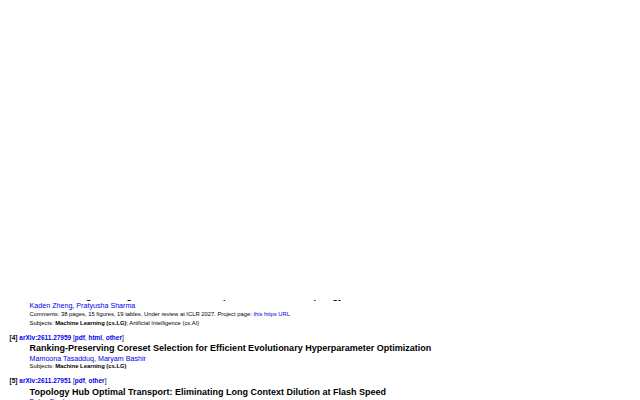 Kaden Zheng, Pratyusha Sharma
Comments: 38 pages, 15 figures, 19 tables. Under review at ICLR 2027. Project page: this https URL
Subjects: Machine Learning (cs.LG); Artificial Intelligence (cs.AI)
[4] arXiv:2611.27959 [pdf, html, other]
Ranking-Preserving Coreset Selection for Efficient Evolutionary Hyperparameter Optimization
Mamoona Tasadduq, Maryam Bashir
Subjects: Machine Learning (cs.LG)
[5] arXiv:2611.27951 [pdf, other]
Topology Hub Optimal Transport: Eliminating Long Context Dilution at Flash Speed